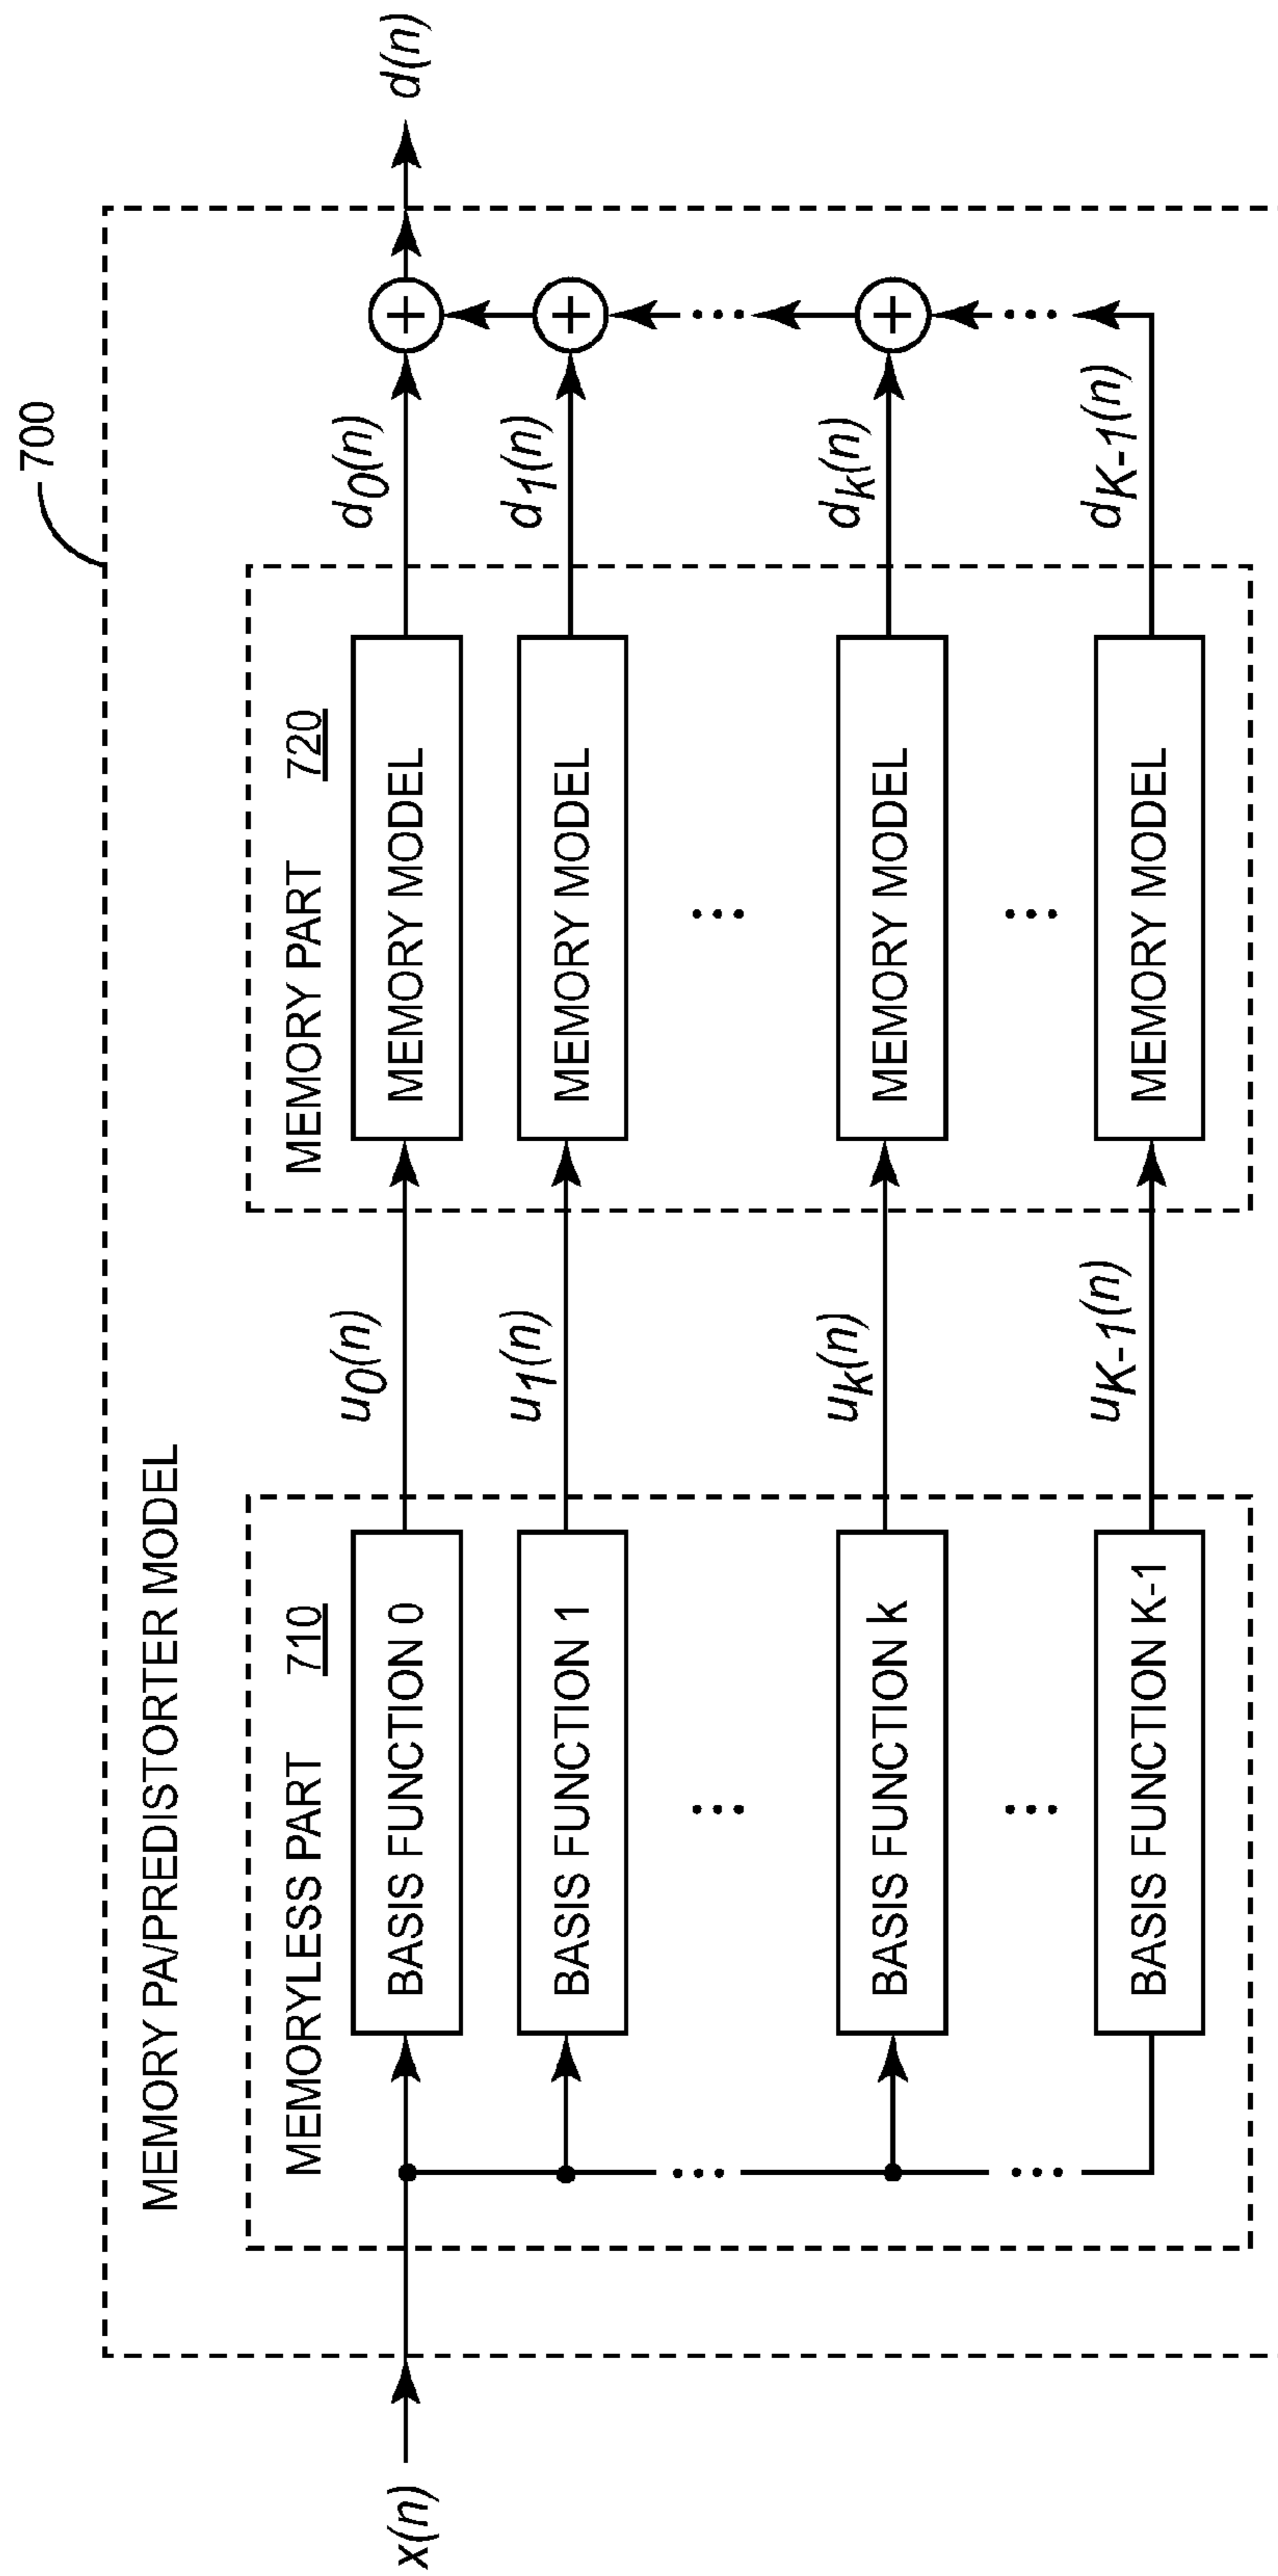 700
MEMORY PA/PREDISTORTER MODEL
MEMORYLESS PART 710
MEMORY PART 720
x(n)
BASIS FUNCTION 0
u0(n)
MEMORY MODEL
d0(n)
+
d(n)
BASIS FUNCTION 1
u1(n)
MEMORY MODEL
d1(n)
+
...
...
...
...
BASIS FUNCTION k
uk(n)
MEMORY MODEL
dk(n)
+
...
...
...
...
BASIS FUNCTION K-1
uK-1(n)
MEMORY MODEL
dK-1(n)